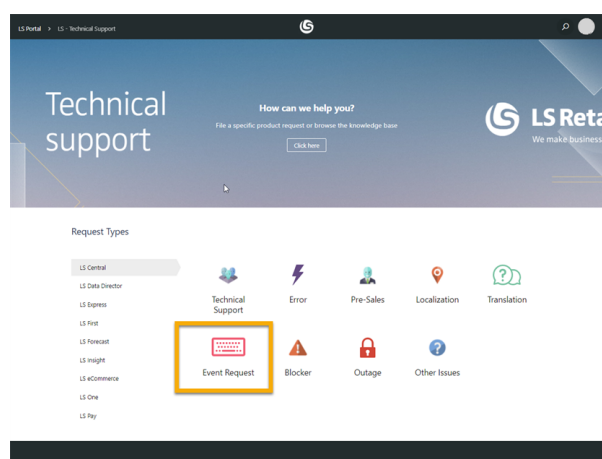 LS Portal > LS - Technical Support
Technical
support
How can we help you?
File a specific product request or browse the knowledge base
Click here
LS Reta
We make business
Request Types
LS Central
LS Data Director
LS Express
LS First
LS Forecast
LS Insight
LS eCommerce
LS One
LS Pay
Technical
Support
Error
Pre-Sales
Localization
Translation
Event Request
Blocker
Outage
Other Issues